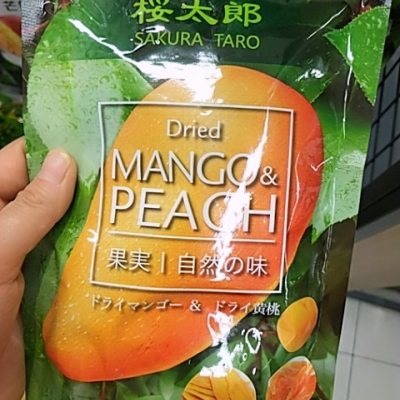 桜太郎
SAKURA TARO
Dried
MANGO&
PEACH
果実 | 自然の味
ドライマンゴー & ドライ黄桃